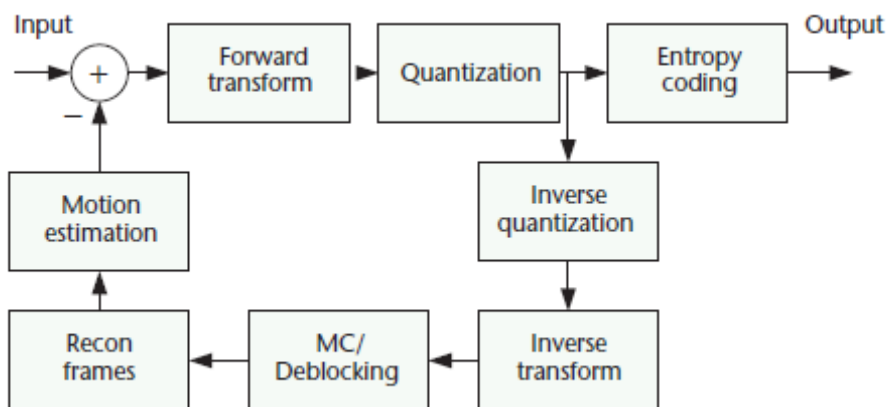 Input
Output
+
−
Forward
transform
Quantization
Entropy
coding
Motion
estimation
Inverse
quantization
Recon
frames
MC/
Deblocking
Inverse
transform